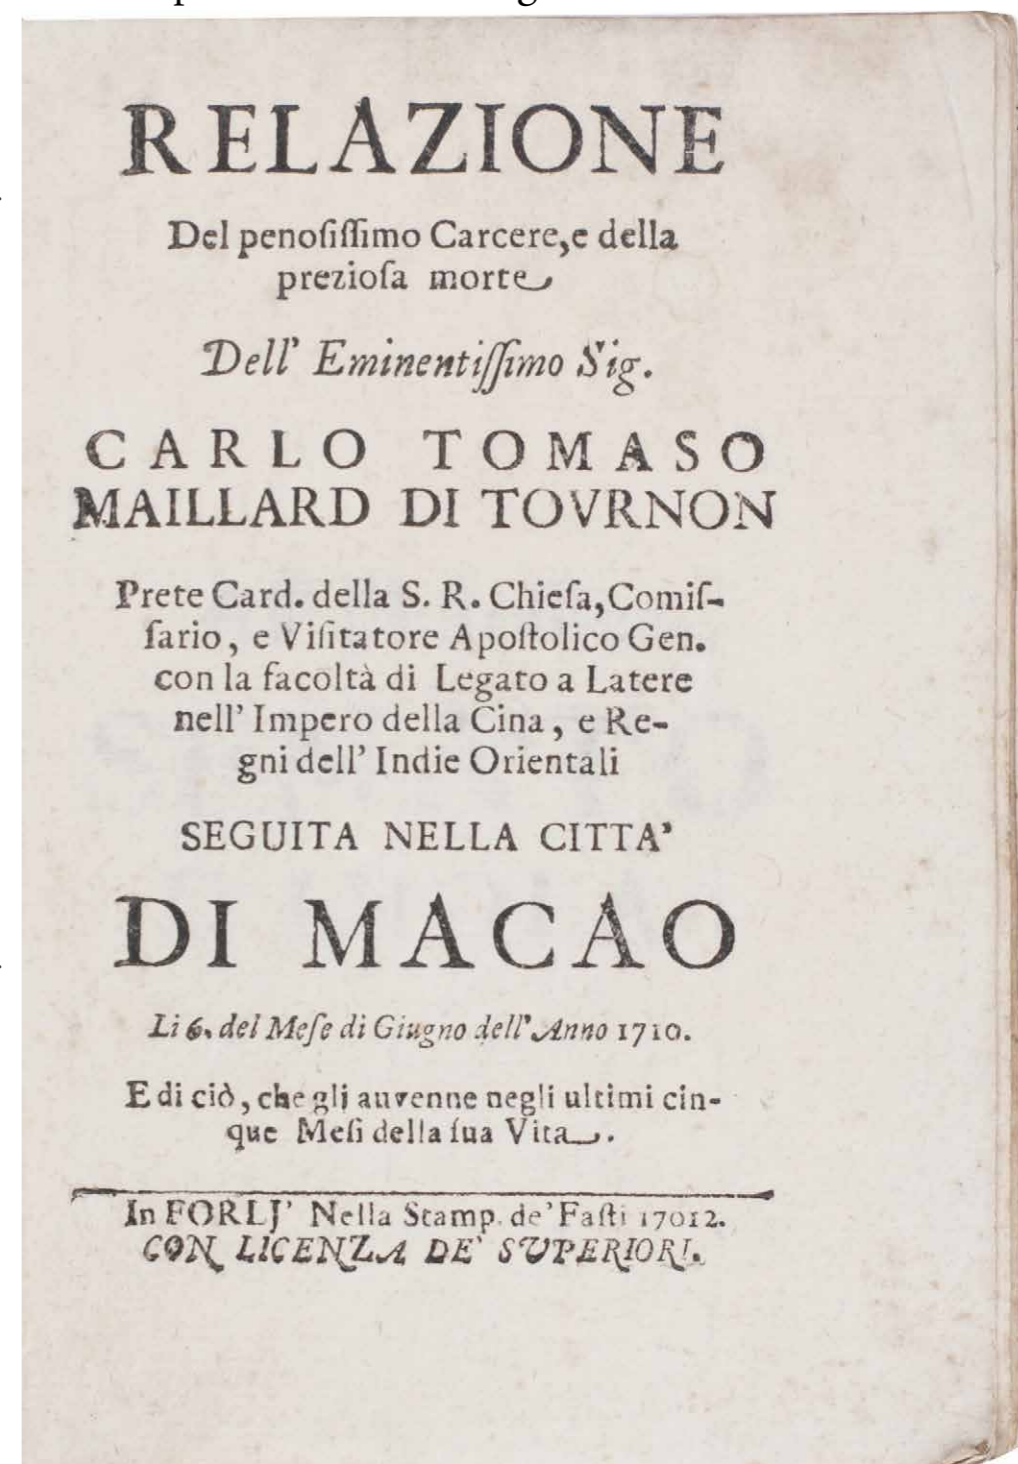 RELAZIONE
Del penosissimo Carcere, e della
preziosa morte
Dell' Eminentissimo Sig.
CARLO TOMASO
MAILLARD DI TOVRNON
Prete Card. della S. R. Chiesa, Comis-
sario, e Visitatore Apostolico Gen.
con la facoltà di Legato a Latere
nell' Impero della Cina, e Re-
gni dell' Indie Orientali
SEGUITA NELLA CITTA'
DI MACAO
Li 6. del Mese di Giugno dell' Anno 1710.
E di ciò, che gli auvenne negli ultimi cin-
que Mesi della sua Vita.
In FORLJ' Nella Stamp. de' Fasti 17012.
CON LICENZA DE' SUPERIORI.